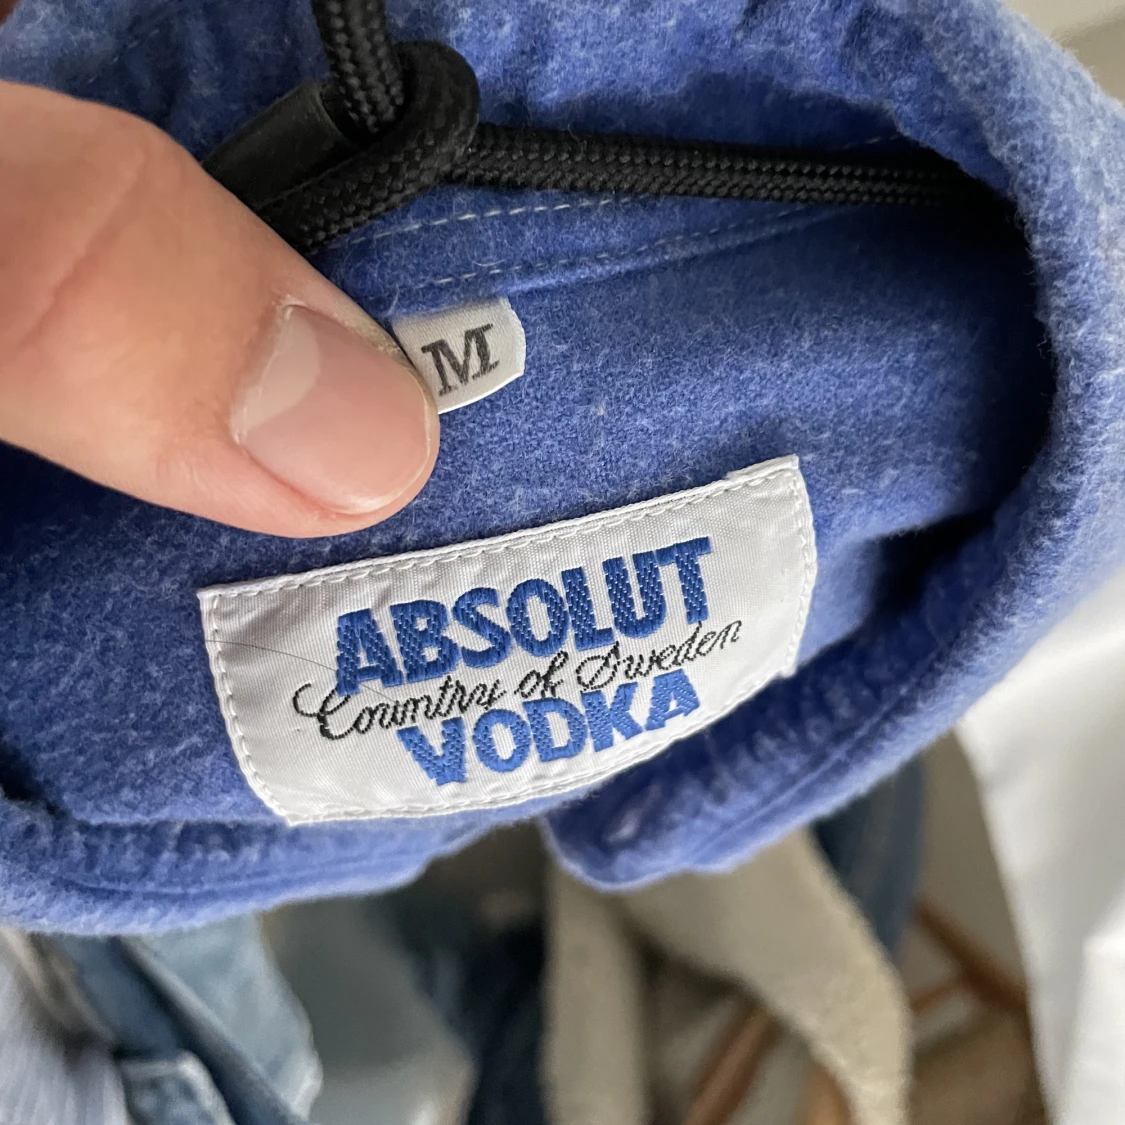 M
ABSOLUT
Country of Sweden
VODKA